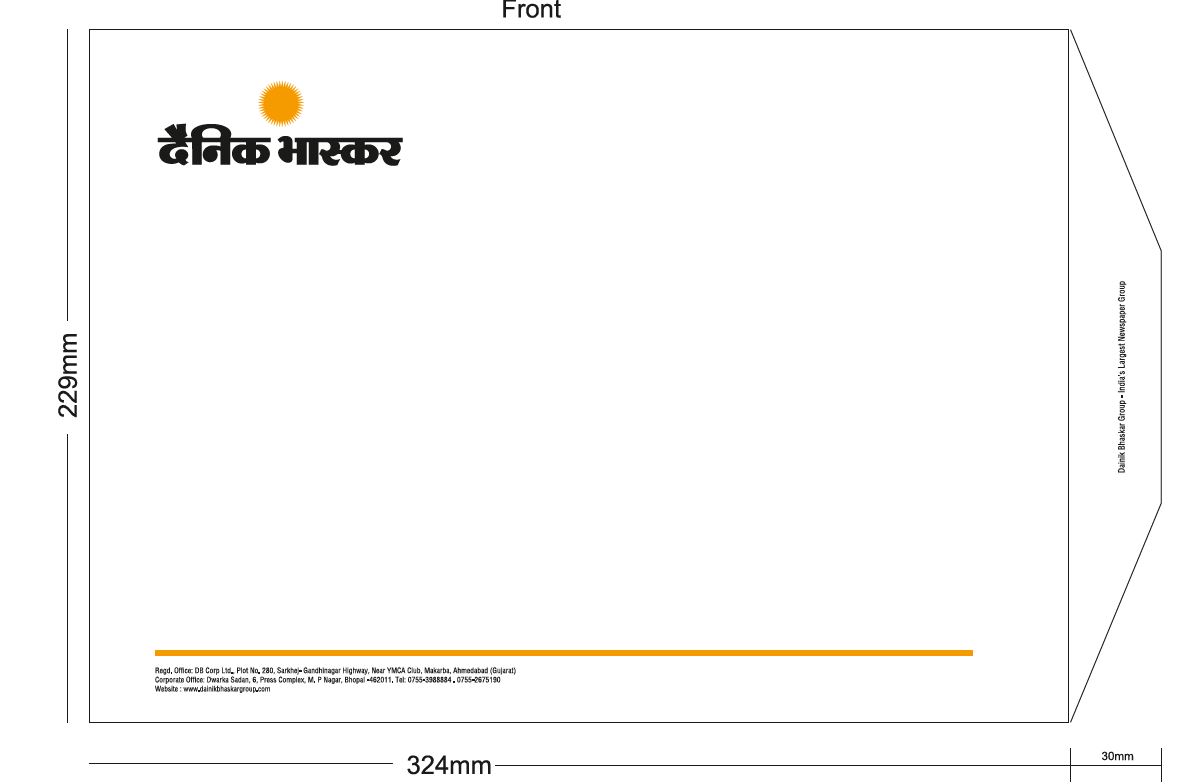 Front
दैनिक भास्कर
229mm
Dainik Bhaskar Group - India's Largest Newspaper Group
Regd. Office: DB Corp Ltd., Plot No. 280, Sarkhej- Gandhinagar Highway, Near YMCA Club, Makarba, Ahmedabad (Gujarat)
Corporate Office: Dwarka Sadan, 6, Press Complex, M. P Nagar, Bhopal -462011. Tel: 0755-3988884 , 0755-2675190
Website : www.dainikbhaskargroup.com
324mm
30mm